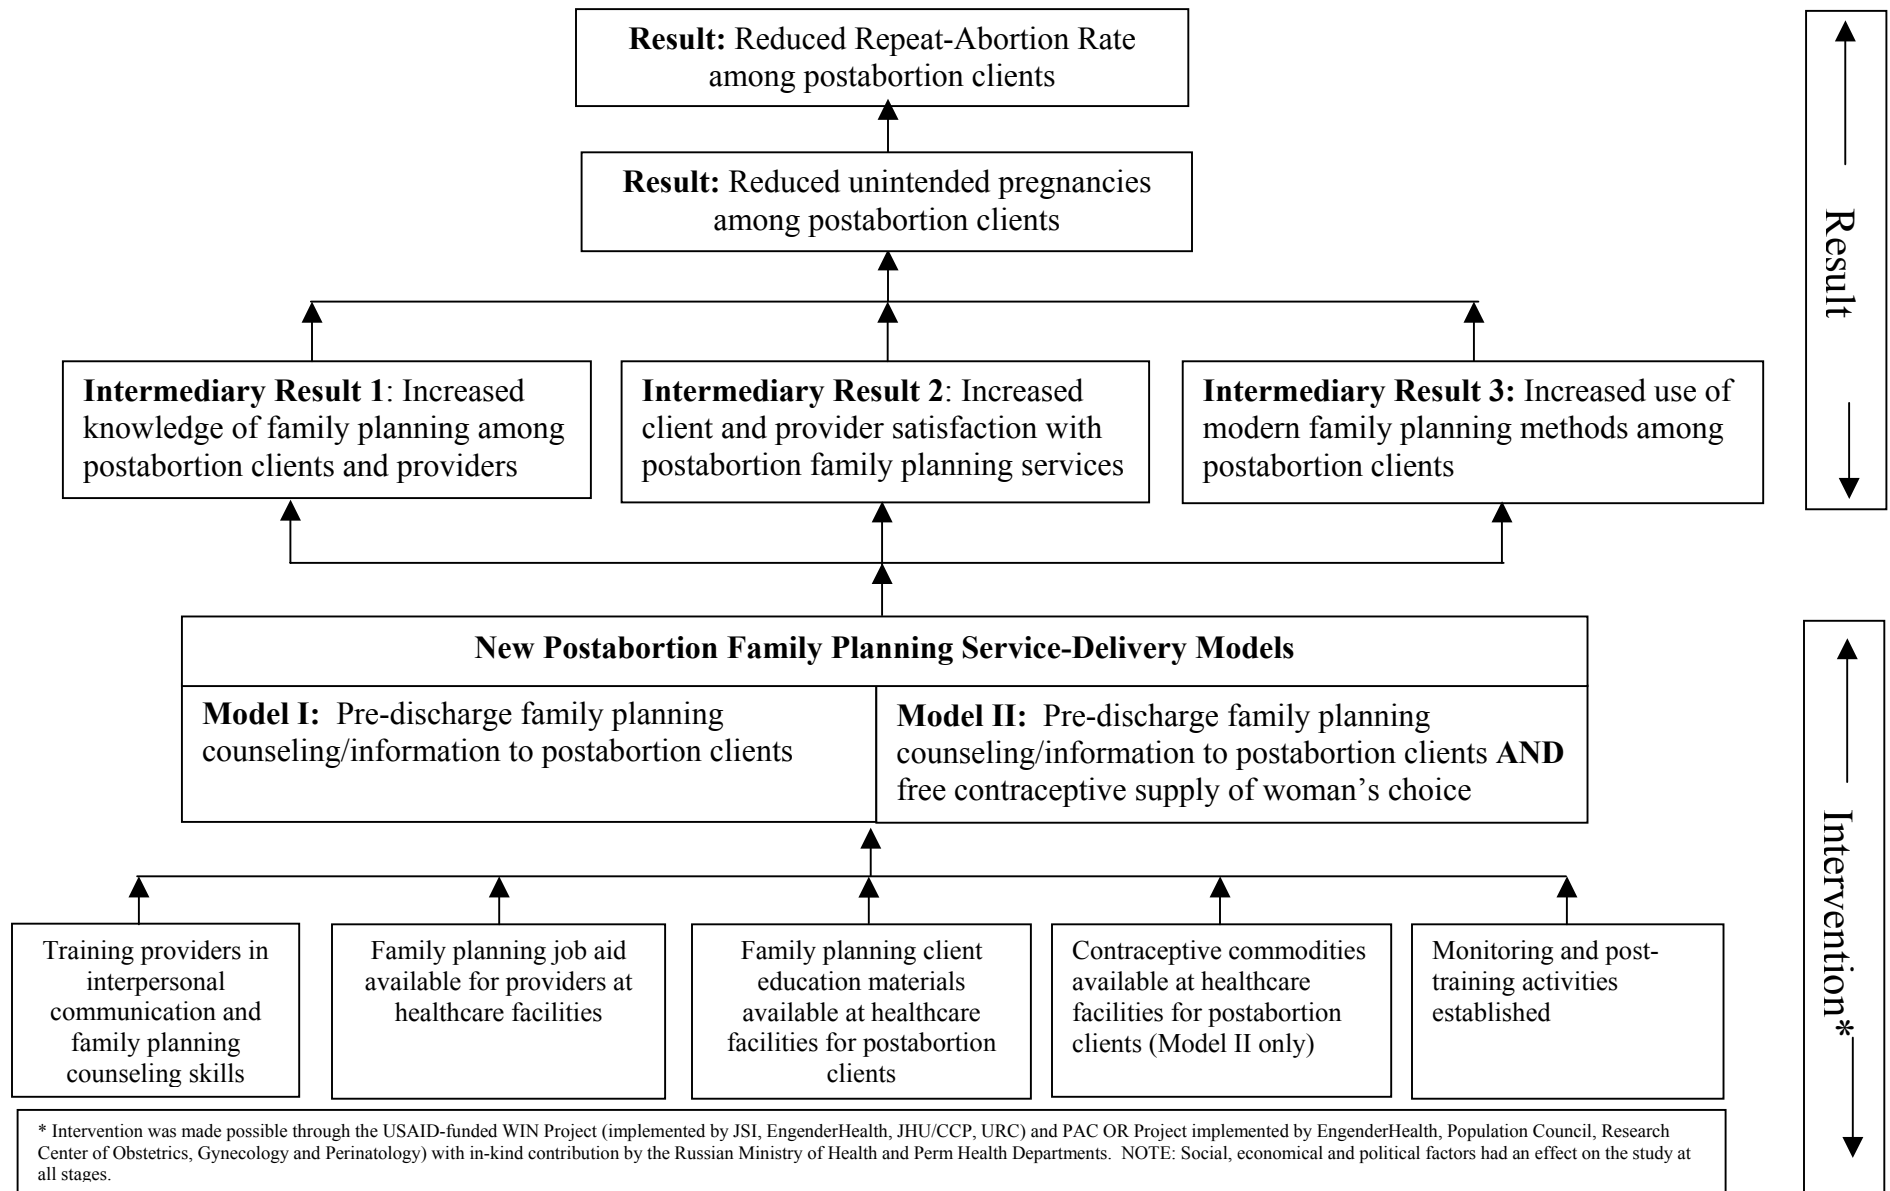 Result: Reduced Repeat-Abortion Rate
among postabortion clients
Result: Reduced unintended pregnancies
among postabortion clients
Result
Intermediary Result 1: Increased
knowledge of family planning among
postabortion clients and providers
Intermediary Result 2: Increased
client and provider satisfaction with
postabortion family planning services
Intermediary Result 3: Increased use of
modern family planning methods among
postabortion clients
New Postabortion Family Planning Service-Delivery Models
Model I: Pre-discharge family planning
counseling/information to postabortion clients
Model II: Pre-discharge family planning
counseling/information to postabortion clients AND
free contraceptive supply of woman's choice
Intervention*
Training providers in
interpersonal
communication and
family planning
counseling skills
Family planning job aid
available for providers at
healthcare facilities
Family planning client
education materials
available at healthcare
facilities for postabortion
clients
Contraceptive commodities
available at healthcare
facilities for postabortion
clients (Model II only)
Monitoring and post-
training activities
established
* Intervention was made possible through the USAID-funded WIN Project (implemented by JSI, EngenderHealth, JHU/CCP, URC) and PAC OR Project implemented by EngenderHealth, Population Council, Research
Center of Obstetrics, Gynecology and Perinatology) with in-kind contribution by the Russian Ministry of Health and Perm Health Departments. NOTE: Social, economical and political factors had an effect on the study at
all stages.